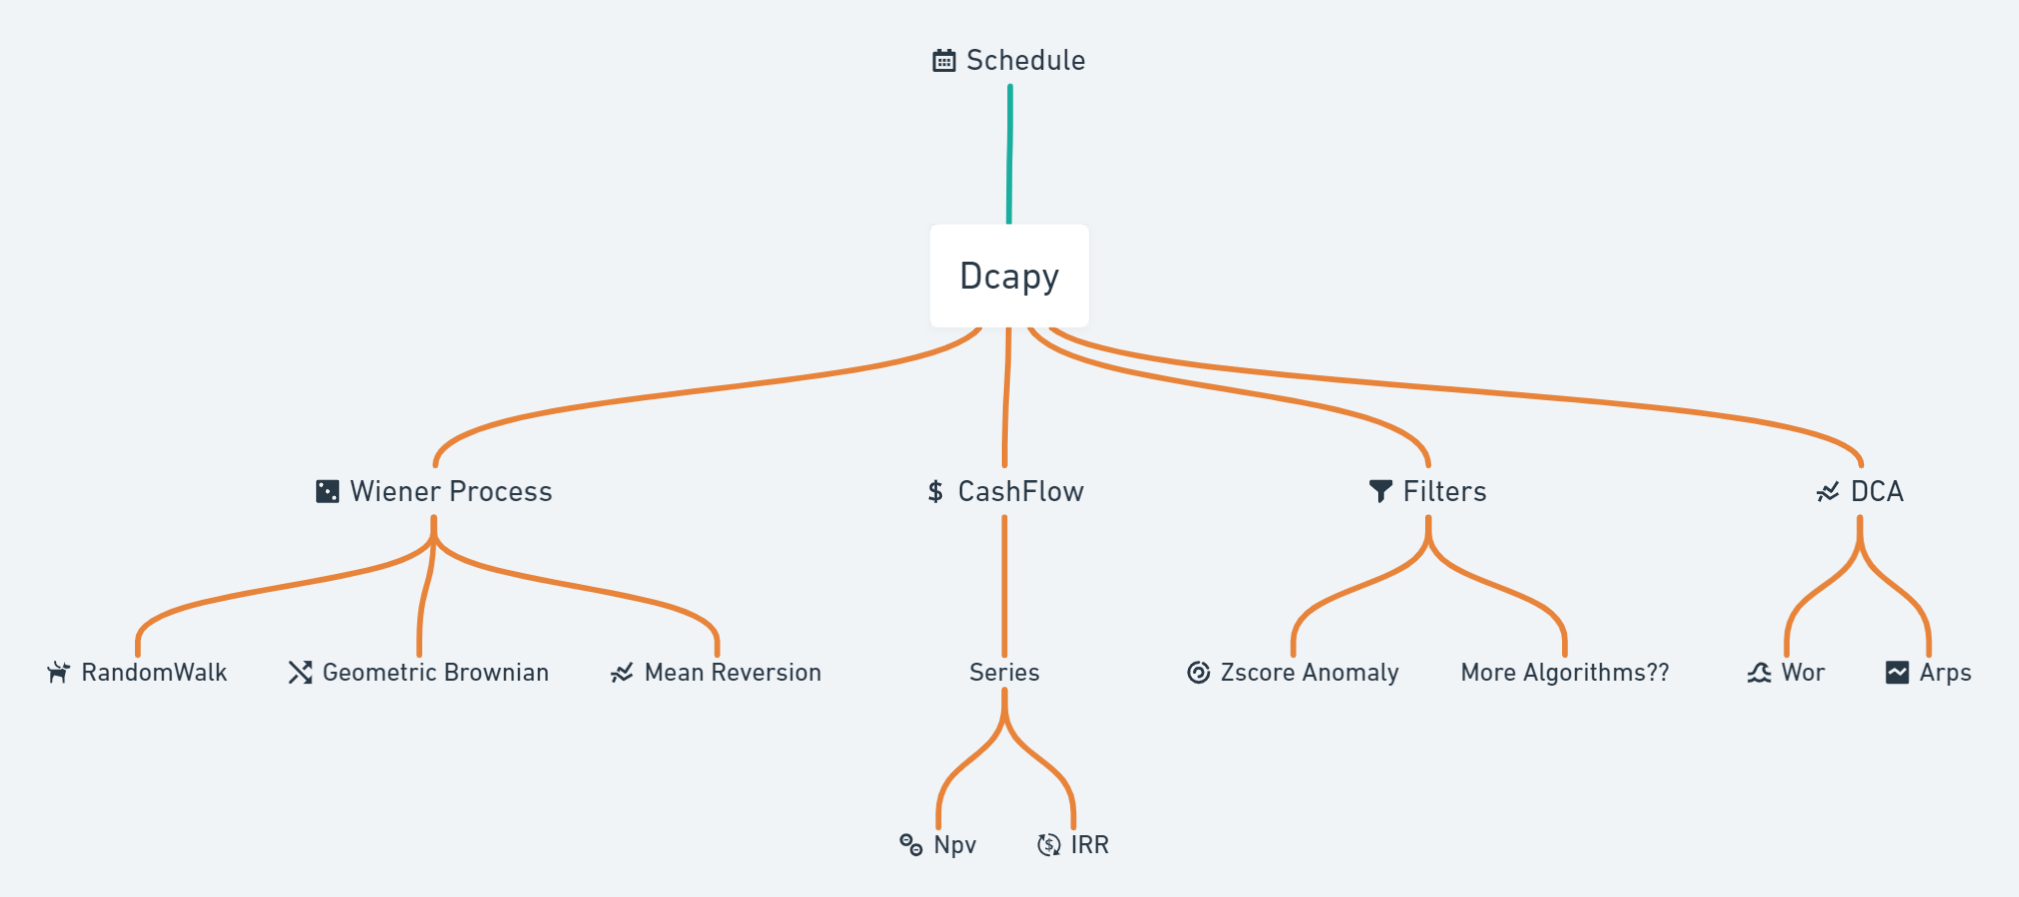 Schedule
Dcapy
Wiener Process
CashFlow
Filters
DCA
RandomWalk
Geometric Brownian
Mean Reversion
Series
Zscore Anomaly
More Algorithms??
Wor
Arps
Npv
IRR